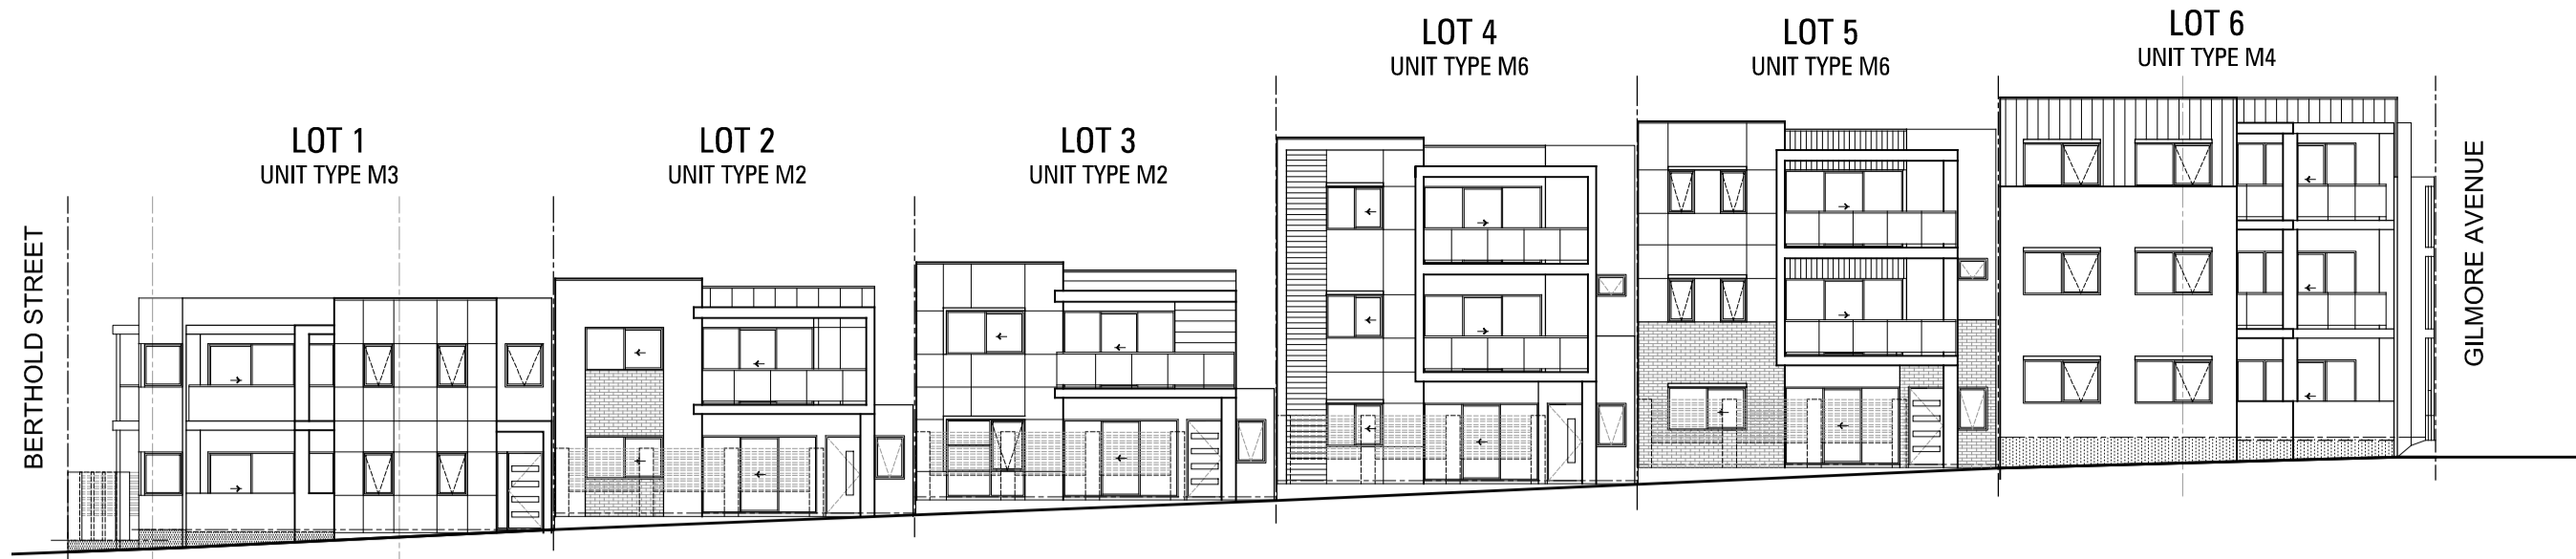 LOT 1
UNIT TYPE M3
LOT 2
UNIT TYPE M2
LOT 3
UNIT TYPE M2
LOT 4
UNIT TYPE M6
LOT 5
UNIT TYPE M6
LOT 6
UNIT TYPE M4
BERTHOLD STREET
GILMORE AVENUE